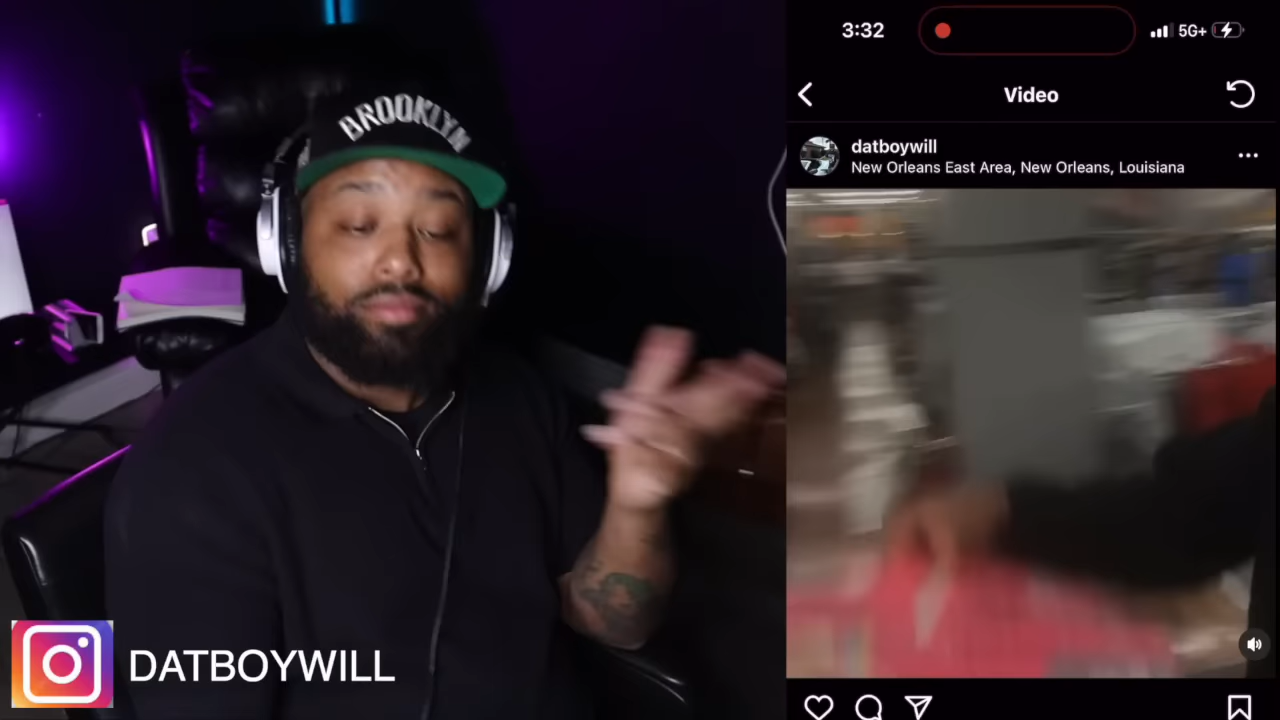 BROOKLYN
DATBOYWILL
3:32
5G+
Video
datboywill
New Orleans East Area, New Orleans, Louisiana